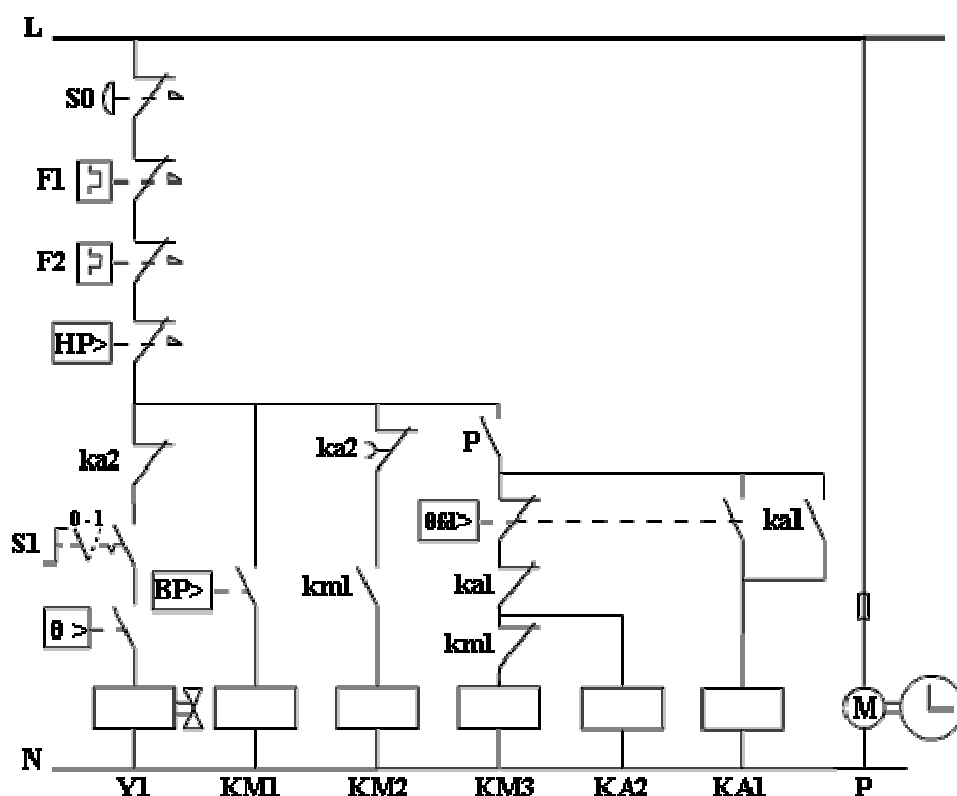 L
S0
F1
F2
HP>
ka2
ka2
P
0-1
S1
θfd>
ka1
BP>
km1
ka1
θ >
km1
M
N
Y1 KM1 KM2 KM3 KA2 KA1 P